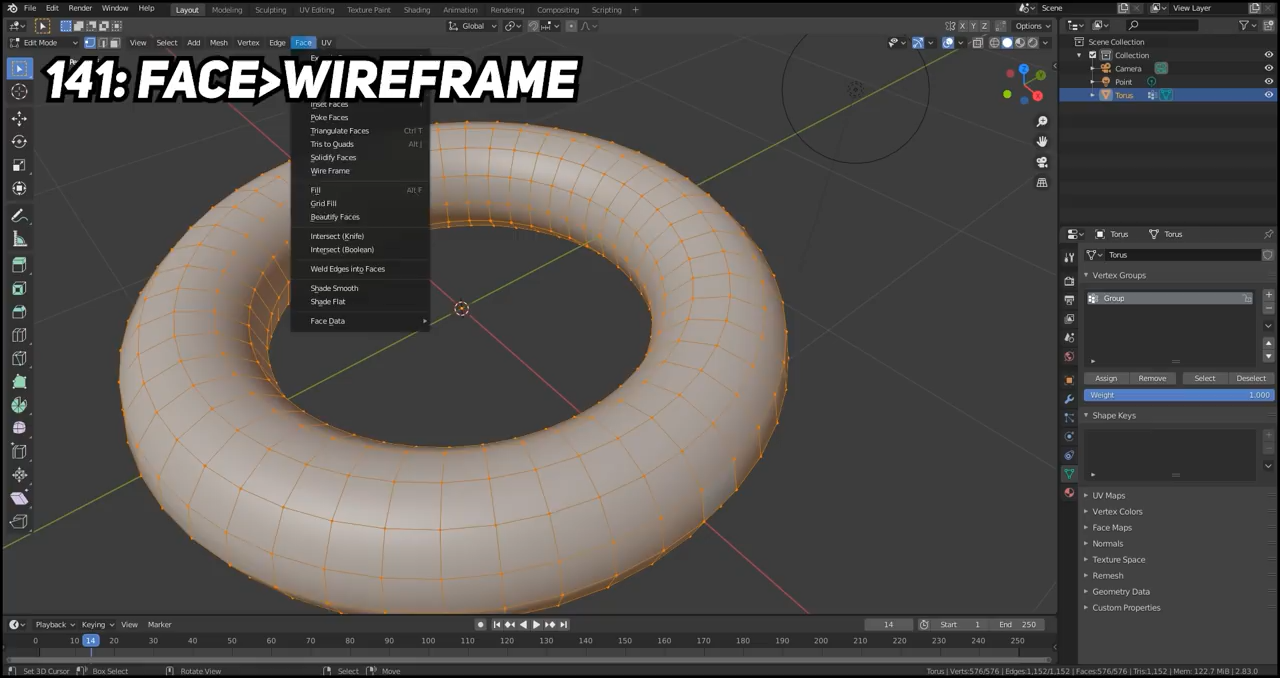 File Edit Render Window Help Layout Modeling Sculpting UV Editing Texture Paint Shading Animation Rendering Compositing Scripting + Scene View Layer
Global X Y Z Options
Edit Mode View Select Add Mesh Vertex Edge Face UV
141: FACE>WIREFRAME
Inset Faces I
Poke Faces
Triangulate Faces Ctrl T
Tris to Quads Alt J
Solidify Faces
Wire Frame
Fill Alt F
Grid Fill
Beautify Faces
Intersect (Knife)
Intersect (Boolean)
Weld Edges into Faces
Shade Smooth
Shade Flat
Face Data
Z
Y
X
Scene Collection
Collection
Camera
Point
Torus
Torus Torus
Torus
Vertex Groups
Group
Assign Remove Select Deselect
Weight 1.000
Shape Keys
UV Maps
Vertex Colors
Face Maps
Normals
Texture Space
Remesh
Geometry Data
Custom Properties
Playback Keying View Marker 14 Start 1 End 250
0 10 14 20 30 40 50 60 70 80 90 100 110 120 130 140 150 160 170 180 190 200 210 220 230 240 250
Set 3D Cursor Box Select Rotate View Select Move Torus | Verts:576/576 | Edges:1,152/1,152 | Faces:576/576 | Tris:1,152 | Mem: 122.7 MiB | 2.83.0